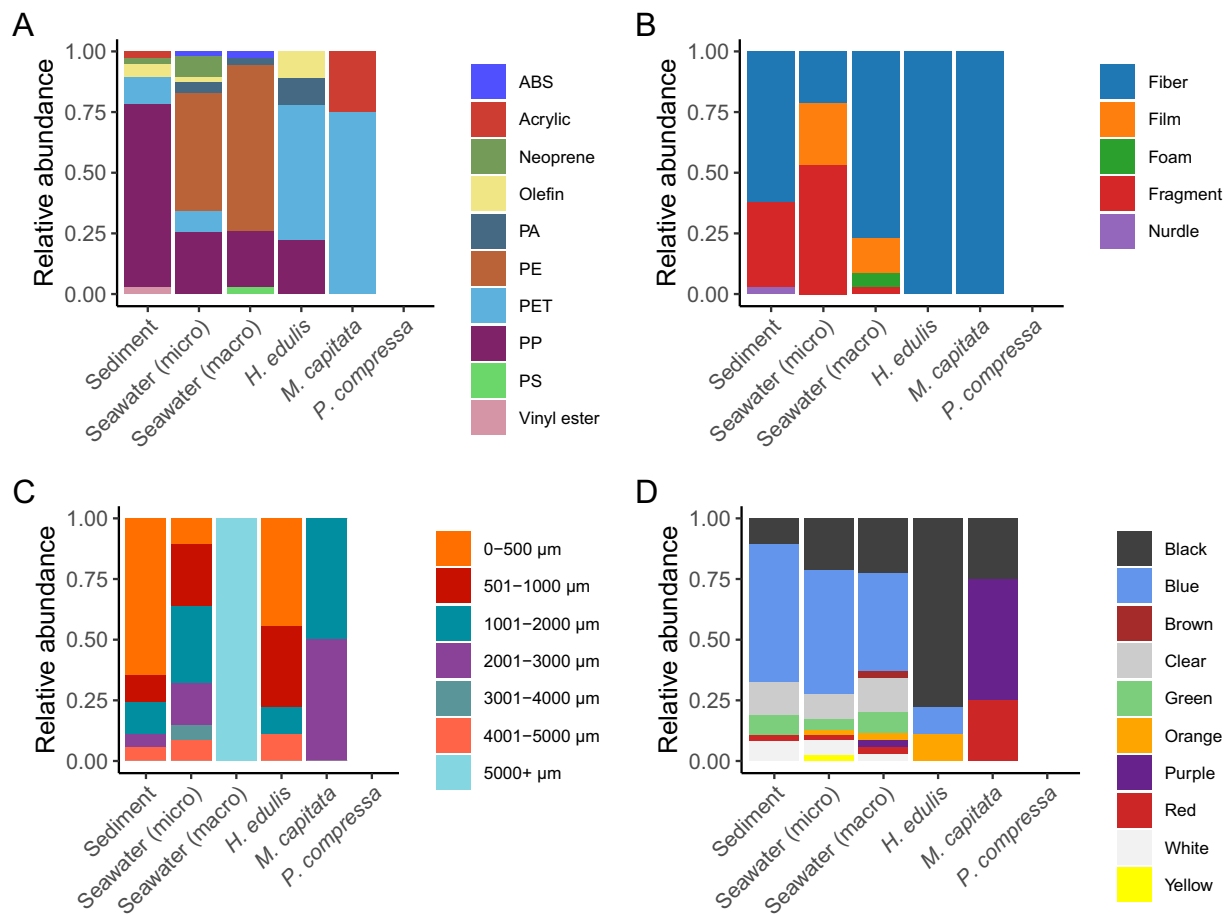 A
Relative abundance
1.00
0.75
0.50
0.25
0.00
Sediment
Seawater (micro)
Seawater (macro)
H. edulis
M. capitata
P. compressa
ABS
Acrylic
Neoprene
Olefin
PA
PE
PET
PP
PS
Vinyl ester
B
Relative abundance
1.00
0.75
0.50
0.25
0.00
Sediment
Seawater (micro)
Seawater (macro)
H. edulis
M. capitata
P. compressa
Fiber
Film
Foam
Fragment
Nurdle
C
Relative abundance
1.00
0.75
0.50
0.25
0.00
Sediment
Seawater (micro)
Seawater (macro)
H. edulis
M. capitata
P. compressa
0−500 µm
501−1000 µm
1001−2000 µm
2001−3000 µm
3001−4000 µm
4001−5000 µm
5000+ µm
D
Relative abundance
1.00
0.75
0.50
0.25
0.00
Sediment
Seawater (micro)
Seawater (macro)
H. edulis
M. capitata
P. compressa
Black
Blue
Brown
Clear
Green
Orange
Purple
Red
White
Yellow